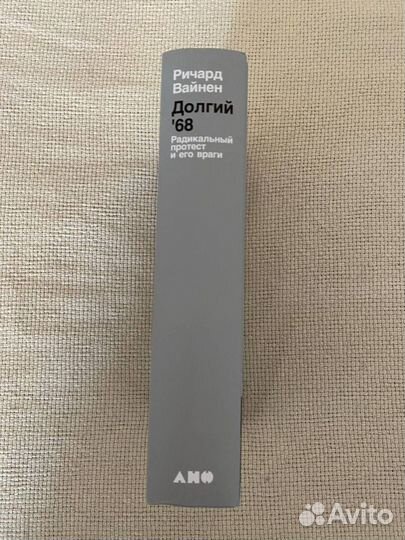 Ричард
Вайнен
Долгий
'68
Радикальный
протест
и его враги
АНФ
Avito